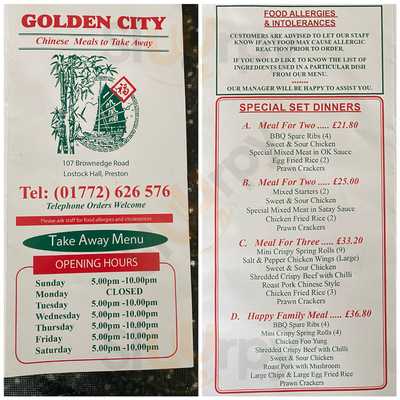 GOLDEN CITY
Chinese Meals to Take Away
福
107 Brownedge Road
Lostock Hall, Preston
Tel: (01772) 626 576
Telephone Orders Welcome
Please ask staff for food allergies and intolerances
Take Away Menu
OPENING HOURS
Sunday 5.00pm -10.00pm
Monday CLOSED
Tuesday 5.00pm -10.00pm
Wednesday 5.00pm -10.00pm
Thursday 5.00pm -10.00pm
Friday 5.00pm -10.00pm
Saturday 5.00pm -10.00pm
FOOD ALLERGIES
& INTOLERANCES
CUSTOMERS ARE ADVISED TO LET OUR STAFF
KNOW IF ANY FOOD MAY CAUSE ALLERGIC
REACTION PRIOR TO ORDER.
IF YOU WOULD LIKE TO KNOW THE LIST OF
INGREDIENTS USED IN A PARTICULAR DISH
FROM OUR MENU.
OUR MANAGER WILL BE HAPPY TO ASSIST YOU.
SPECIAL SET DINNERS
A. Meal For Two ..... £21.80
BBQ Spare Ribs (4)
Sweet & Sour Chicken
Special Mixed Meat in OK Sauce
Egg Fried Rice (2)
Prawn Crackers
B. Meal For Two ..... £25.00
Mixed Starters (2)
Sweet & Sour Chicken
Special Mixed Meat in Satay Sauce
Chicken Fried Rice (2)
Prawn Crackers
C. Meal For Three ..... £33.20
Mini Crispy Spring Rolls (9)
Salt & Pepper Chicken Wings (Large)
Sweet & Sour Chicken
Shredded Crispy Beef with Chilli
Roast Pork Chinese Style
Chicken Fried Rice (3)
Prawn Crackers
D. Happy Family Meal ..... £36.80
BBQ Spare Ribs (4)
Mini Crispy Spring Rolls (4)
Chicken Foo Yung
Shredded Crispy Beef with Chilli
Sweet & Sour Chicken
Roast Pork with Mushroom
Large Chips & Large Egg Fried Rice
Prawn Crackers